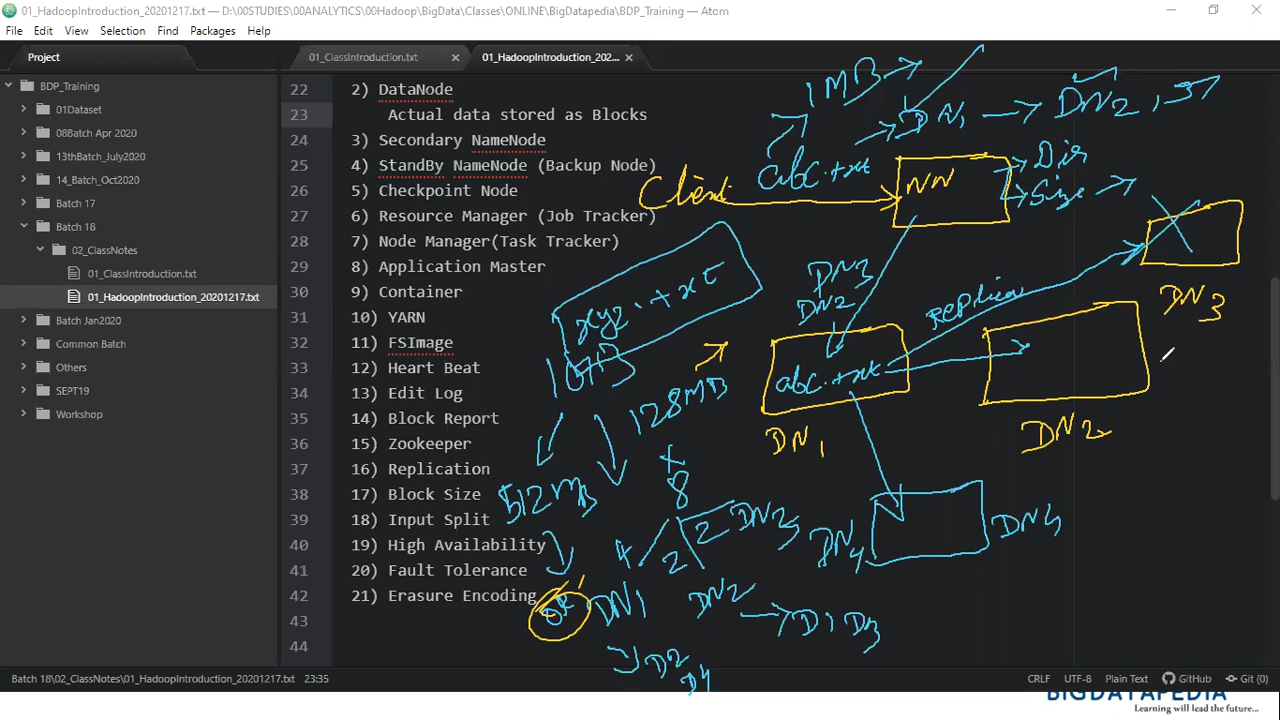 01_HadoopIntroduction_20201217.txt — D:\00STUDIES\00ANALYTICS\00Hadoop\BigData\Classes\ONLINE\BigDatapedia\BDP_Training — Atom
File Edit View Selection Find Packages Help
Project
01_ClassIntroduction.txt
01_HadoopIntroduction_202...
BDP_Training
01Dataset
08Batch Apr 2020
13thBatch_July2020
14_Batch_Oct2020
Batch 17
Batch 18
02_ClassNotes
01_ClassIntroduction.txt
01_HadoopIntroduction_20201217.txt
Batch Jan2020
Common Batch
Others
SEPT19
Workshop
22 2) DataNode
23 Actual data stored as Blocks
24 3) Secondary NameNode
25 4) StandBy NameNode (Backup Node)
26 5) Checkpoint Node
27 6) Resource Manager (Job Tracker)
28 7) Node Manager(Task Tracker)
29 8) Application Master
30 9) Container
31 10) YARN
32 11) FSImage
33 12) Heart Beat
34 13) Edit Log
35 14) Block Report
36 15) Zookeeper
37 16) Replication
38 17) Block Size
39 18) Input Split
40 19) High Availability
41 20) Fault Tolerance
42 21) Erasure Encoding
43
44
1MB
abc.txt → DN1 → DN2,
Client
NN
Dir
Size
DN3
DN2
Replica
DN3
xyz.txt
abc.txt
DN1
DN2
128MB
8
512MB
4 2 2 DN3
DN4
DN4
DN1
DN2 → D1 D3
D2
D4
Batch 18\02_ClassNotes\01_HadoopIntroduction_20201217.txt 23:35
CRLF UTF-8 Plain Text GitHub Git (0)
BIGDATAPEDIA
Learning will lead the future...